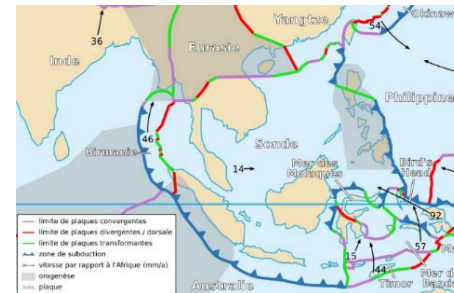 Yangtze
54
Okinawa
36
Eurasie
Inde
Philippine
46
Birmanie
Sonde
14
Mer des
Moluques
Bird's
Head
92
57
15
44
Timor
Mer de
Banda
Australie
limite de plaques convergentes
limite de plaques divergentes / dorsale
limite de plaques transformantes
zone de subduction
vitesse par rapport à l'Afrique (mm/a)
orogenèse
plaque